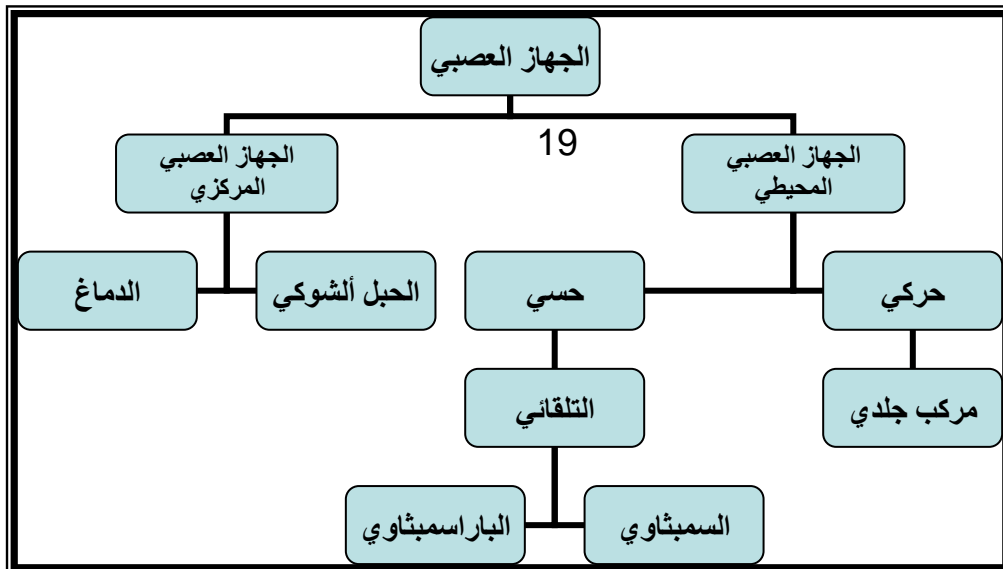 الجهاز العصبي
19
الجهاز العصبي
المحيطي
الجهاز العصبي
المركزي
حركي
حسي
الحبل ألشوكي
الدماغ
مركب جلدي
التلقائي
السمبثاوي
الباراسمبثاوي